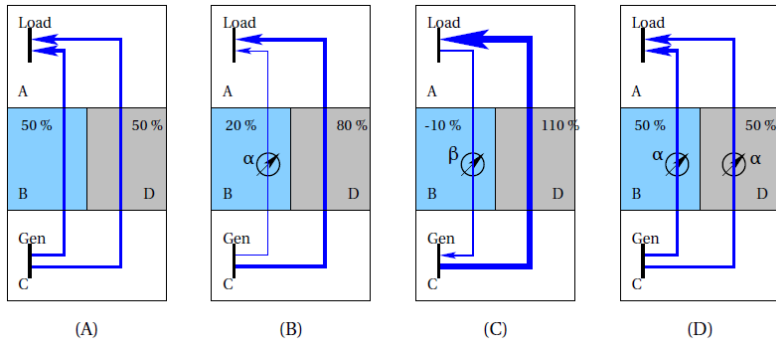 Load
A
50 %
50 %
B
D
Gen
C
(A)
Load
A
20 %
80 %
α
B
D
Gen
C
(B)
Load
A
-10 %
110 %
β
B
D
Gen
C
(C)
Load
A
50 %
50 %
α
α
B
D
Gen
C
(D)